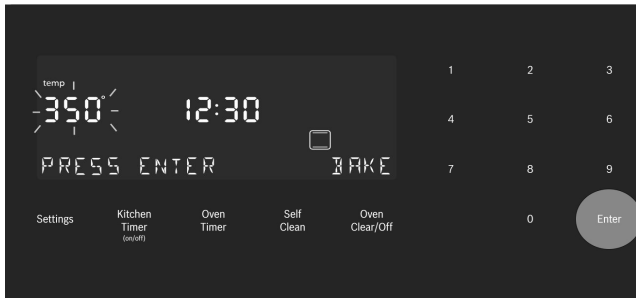 temp
350° 12:30
PRESS ENTER BAKE
Settings
Kitchen
Timer
(on/off)
Oven
Timer
Self
Clean
Oven
Clear/Off
1 2 3
4 5 6
7 8 9
0 Enter